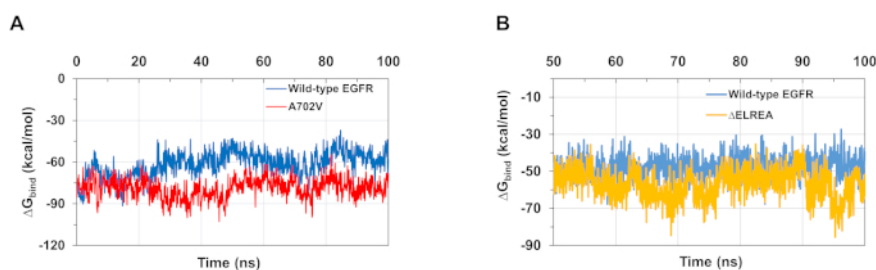 A
0 20 40 60 80 100
0
-30
-60
-90
-120
ΔGbind (kcal/mol)
Wild-type EGFR
A702V
Time (ns)
B
50 60 70 80 90 100
-10
-30
-50
-70
-90
ΔGbind (kcal/mol)
Wild-type EGFR
ΔELREA
Time (ns)